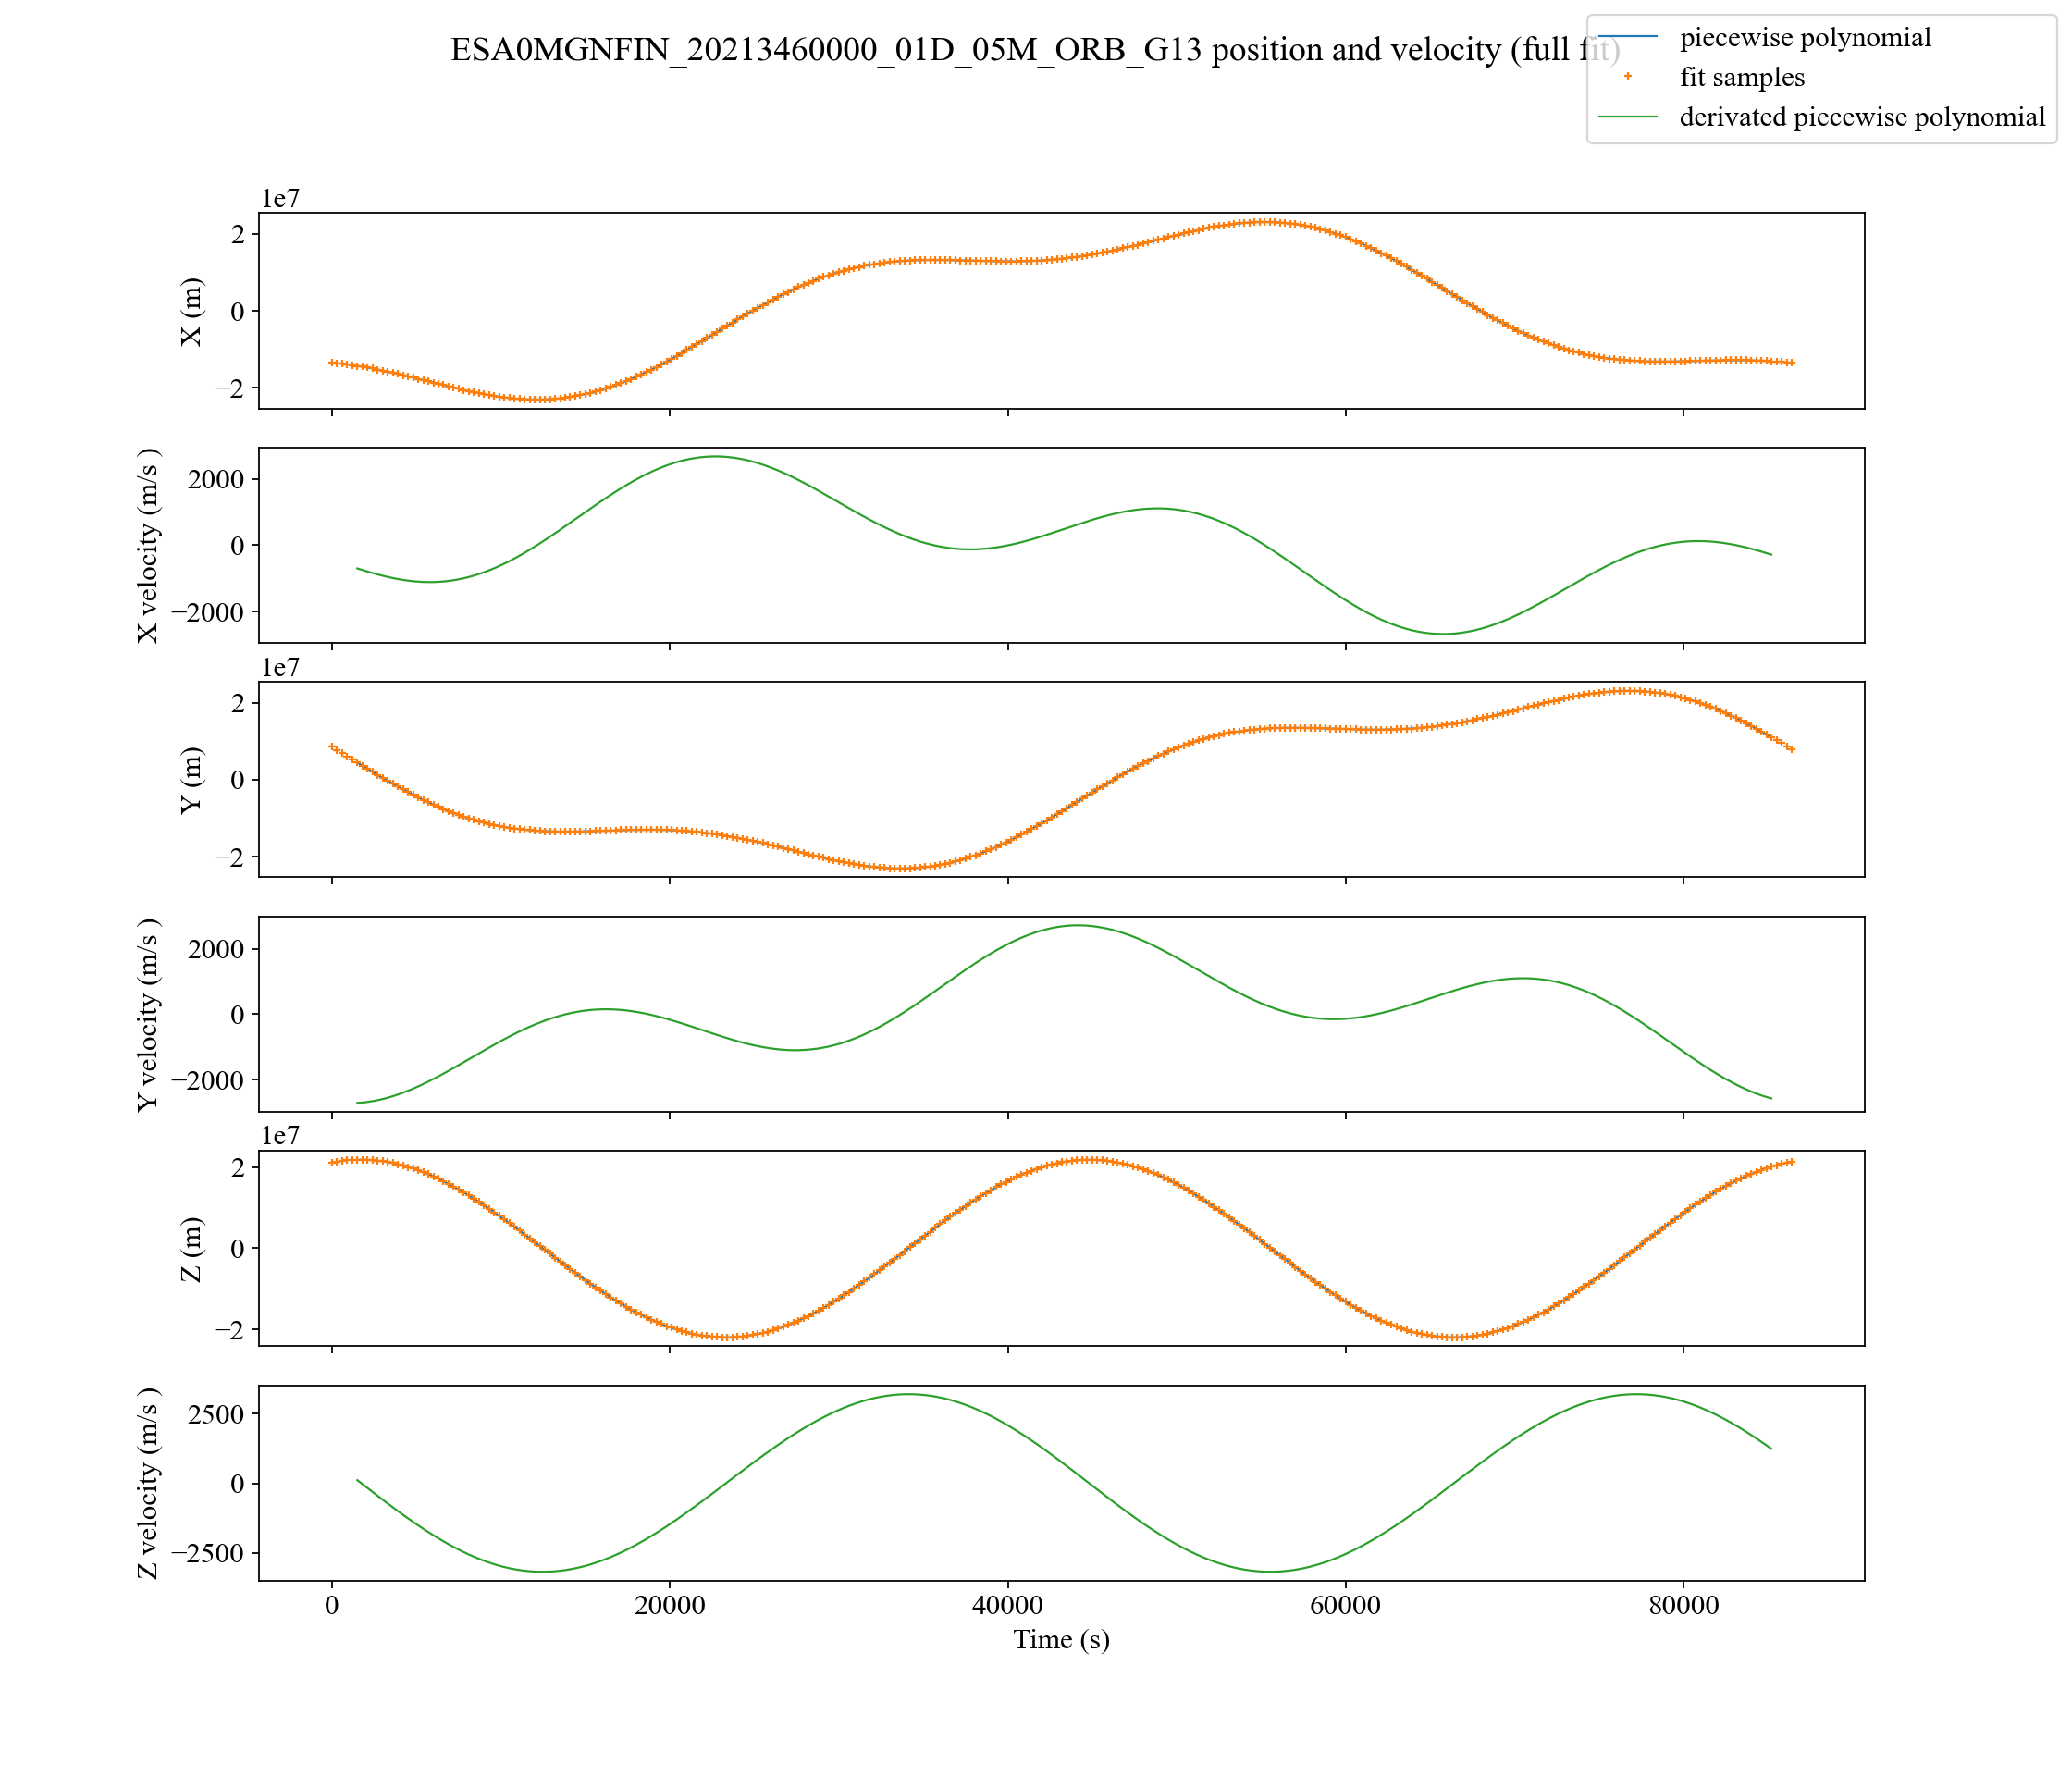 ESA0MGNFIN_20213460000_01D_05M_ORB_G13 position and velocity (full fit)
piecewise polynomial
fit samples
derivated piecewise polynomial
1e7
2
0
−2
X (m)
2000
0
−2000
X velocity (m/s )
1e7
2
0
−2
Y (m)
2000
0
−2000
Y velocity (m/s )
1e7
2
0
−2
Z (m)
2500
0
−2500
Z velocity (m/s )
0 20000 40000 60000 80000
Time (s)